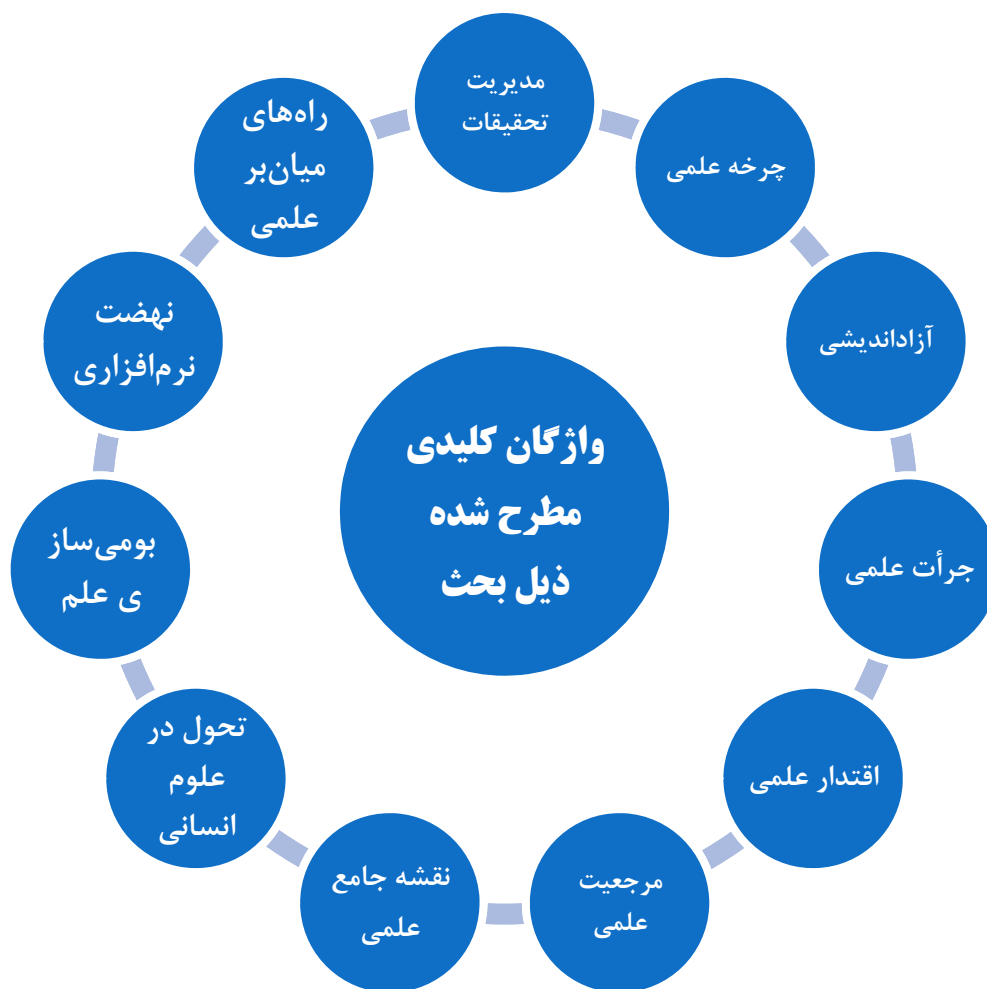 مدیریت
تحقیقات
چرخه علمی
آزاداندیشی
جرأت علمی
اقتدار علمی
مرجعیت
علمی
نقشه جامع
علمی
تحول در
علوم
انسانی
بومی‌ساز
ی علم
نهضت
نرم‌افزاری
راه‌های
میان‌بر
علمی
واژگان کلیدی
مطرح شده
ذیل بحث